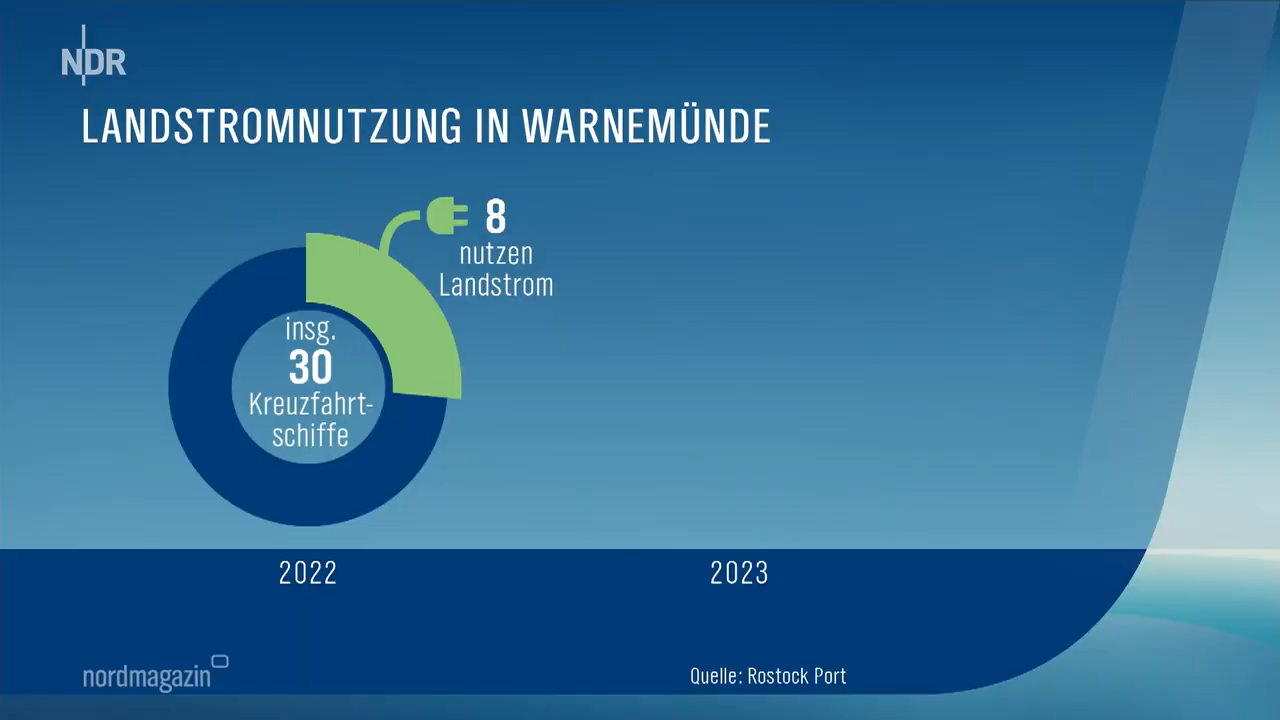 NDR
LANDSTROMNUTZUNG IN WARNEMÜNDE
8
nutzen
Landstrom
insg.
30
Kreuzfahrt-
schiffe
2022
2023
nordmagazin
Quelle: Rostock Port